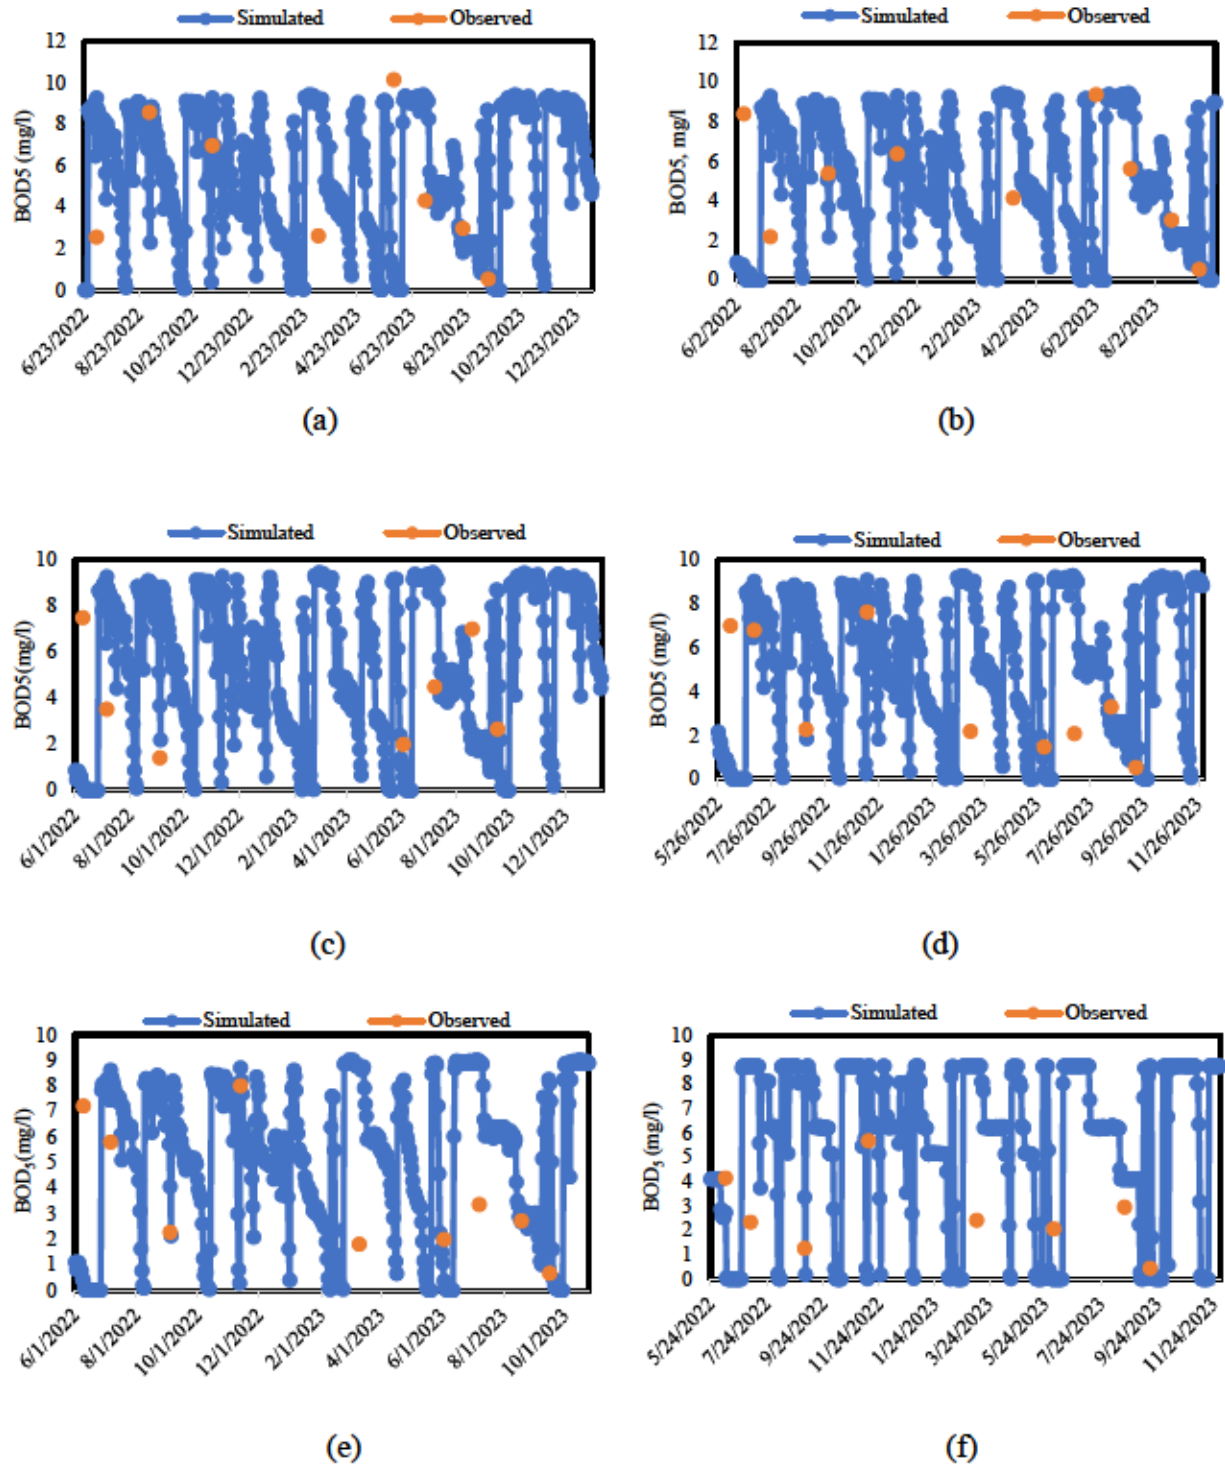 Simulated Observed
BOD5 (mg/l)
12
10
8
6
4
2
0
6/23/2022 8/23/2022 10/23/2022 12/23/2022 2/23/2023 4/23/2023 6/23/2023 8/23/2023 10/23/2023 12/23/2023
(a)
Simulated Observed
BOD5, mg/l
12
10
8
6
4
2
0
6/2/2022 8/2/2022 10/2/2022 12/2/2022 2/2/2023 4/2/2023 6/2/2023 8/2/2023
(b)
Simulated Observed
BOD5(mg/l)
10
8
6
4
2
0
6/1/2022 8/1/2022 10/1/2022 12/1/2022 2/1/2023 4/1/2023 6/1/2023 8/1/2023 10/1/2023 12/1/2023
(c)
Simulated Observed
BOD5 (mg/l)
10
8
6
4
2
0
5/26/2022 7/26/2022 9/26/2022 11/26/2022 1/26/2023 3/26/2023 5/26/2023 7/26/2023 9/26/2023 11/26/2023
(d)
Simulated Observed
BOD₅(mg/l)
10
9
8
7
6
5
4
3
2
1
0
6/1/2022 8/1/2022 10/1/2022 12/1/2022 2/1/2023 4/1/2023 6/1/2023 8/1/2023 10/1/2023
(e)
Simulated Observed
BOD₅ (mg/l)
10
9
8
7
6
5
4
3
2
1
0
5/24/2022 7/24/2022 9/24/2022 11/24/2022 1/24/2023 3/24/2023 5/24/2023 7/24/2023 9/24/2023 11/24/2023
(f)